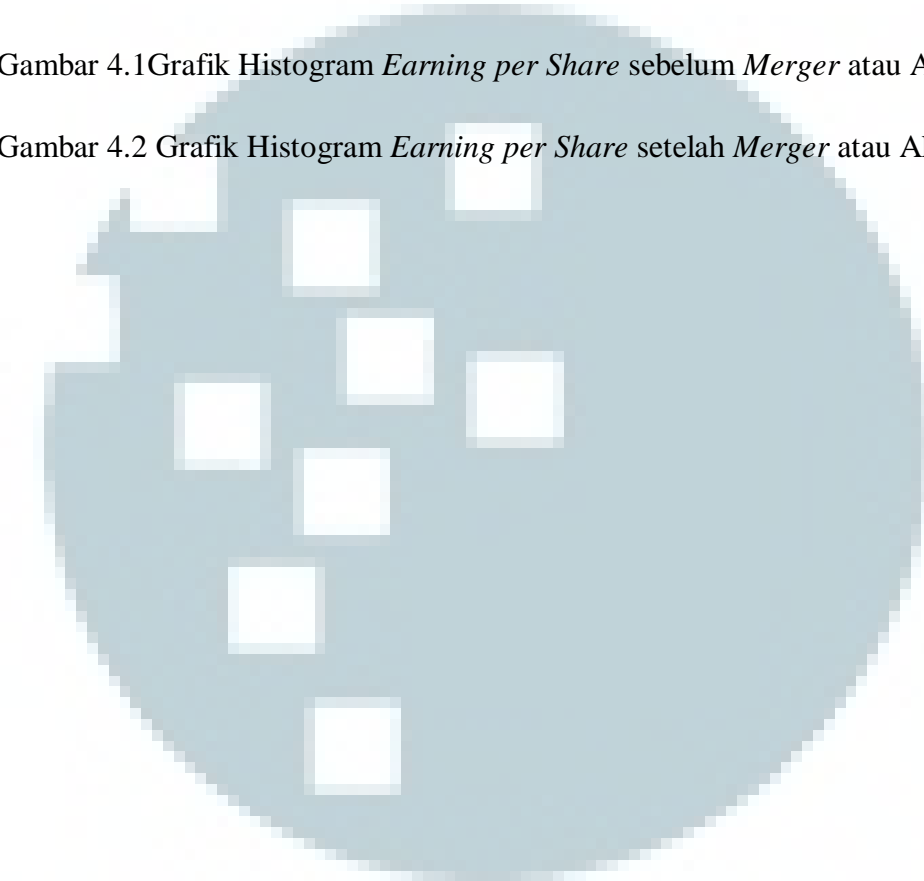 Gambar 4.1Grafik Histogram Earning per Share sebelum Merger atau
Gambar 4.2 Grafik Histogram Earning per Share setelah Merger atau